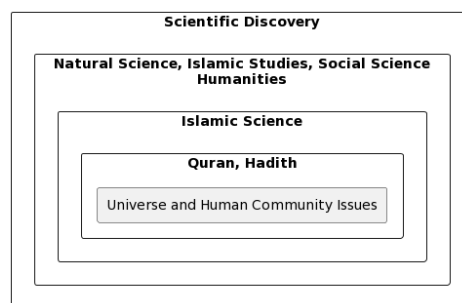 Scientific Discovery
Natural Science, Islamic Studies, Social Science
Humanities
Islamic Science
Quran, Hadith
Universe and Human Community Issues